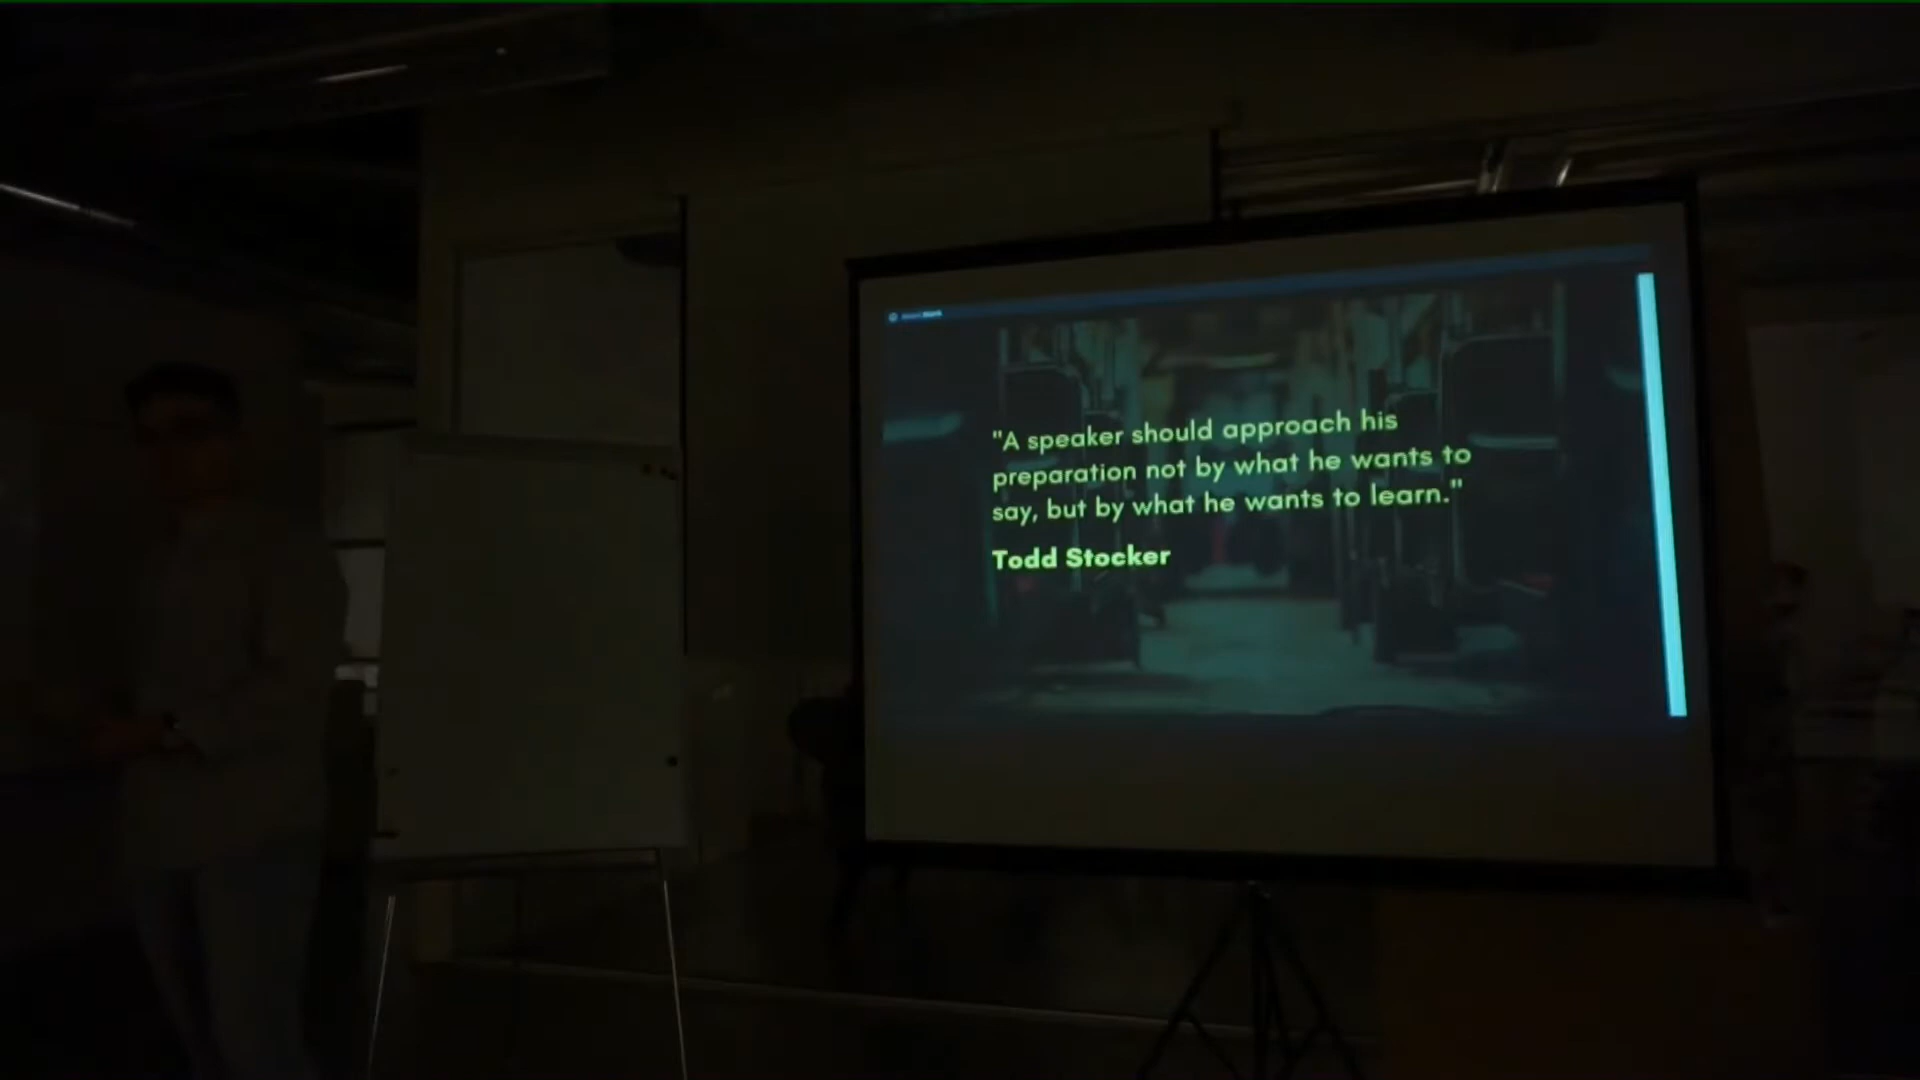 "A speaker should approach his
preparation not by what he wants to
say, but by what he wants to learn."
Todd Stocker